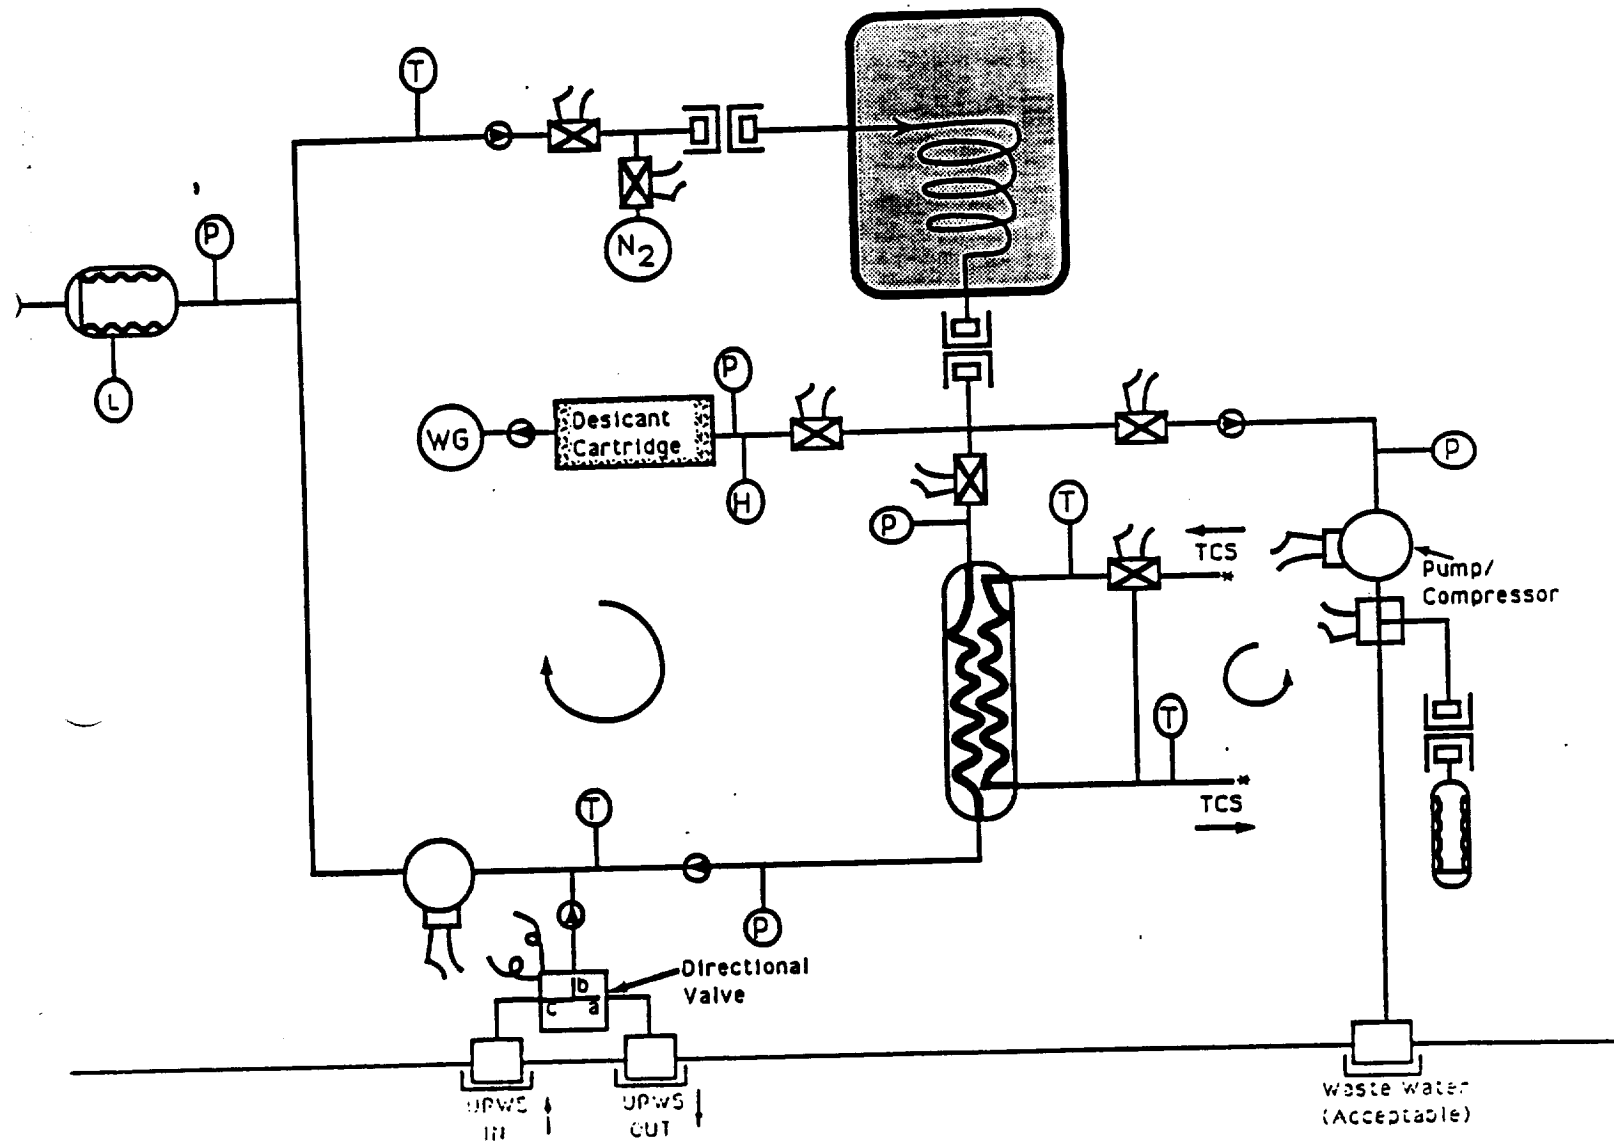 T
P
N2
L
P
WG
Desicant
Cartridge
H
P
T
P
TCS
Pump/
Compressor
T
TCS
T
P
Directional
Valve
b
c
a
UPWS
IN
UPWS
OUT
Waste Water
(Acceptable)